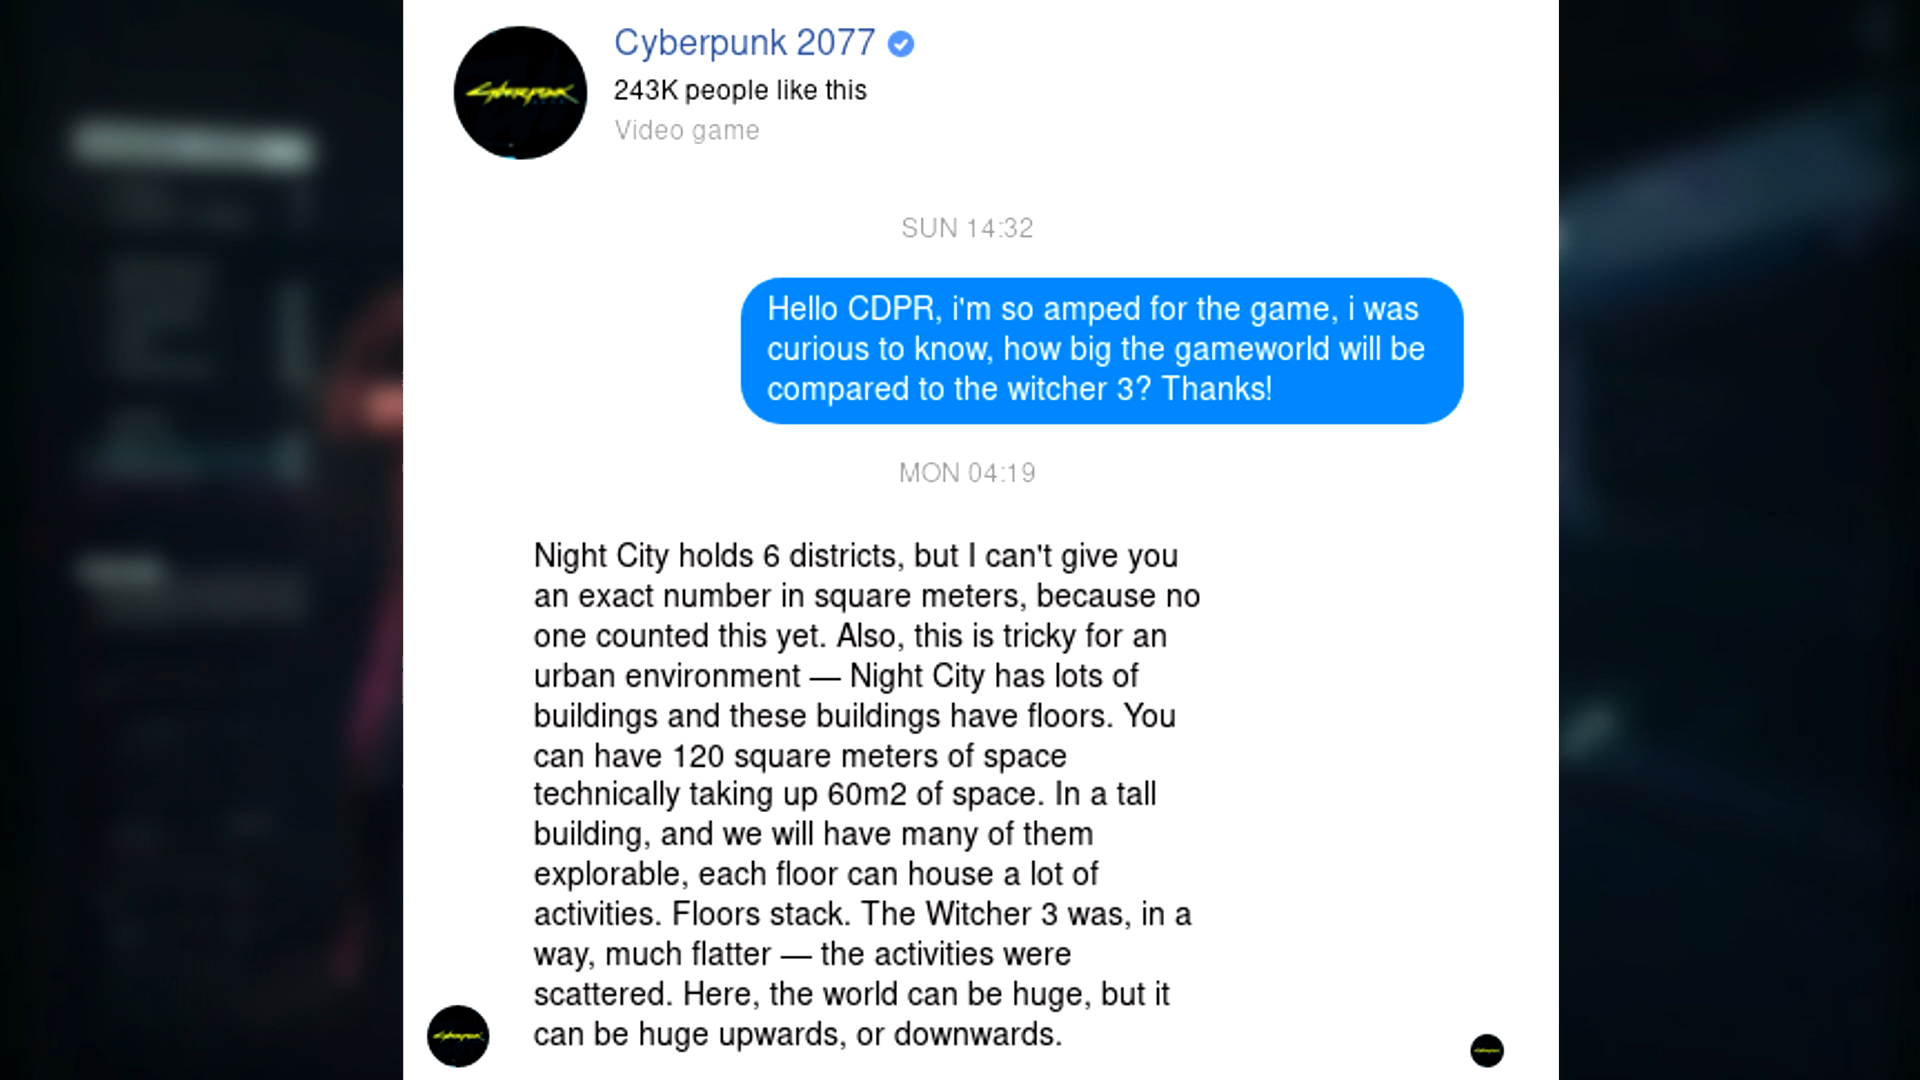 Cyberpunk 2077
243K people like this
Video game
SUN 14:32
Hello CDPR, i'm so amped for the game, i was
curious to know, how big the gameworld will be
compared to the witcher 3? Thanks!
MON 04:19
Night City holds 6 districts, but I can't give you
an exact number in square meters, because no
one counted this yet. Also, this is tricky for an
urban environment — Night City has lots of
buildings and these buildings have floors. You
can have 120 square meters of space
technically taking up 60m2 of space. In a tall
building, and we will have many of them
explorable, each floor can house a lot of
activities. Floors stack. The Witcher 3 was, in a
way, much flatter — the activities were
scattered. Here, the world can be huge, but it
can be huge upwards, or downwards.